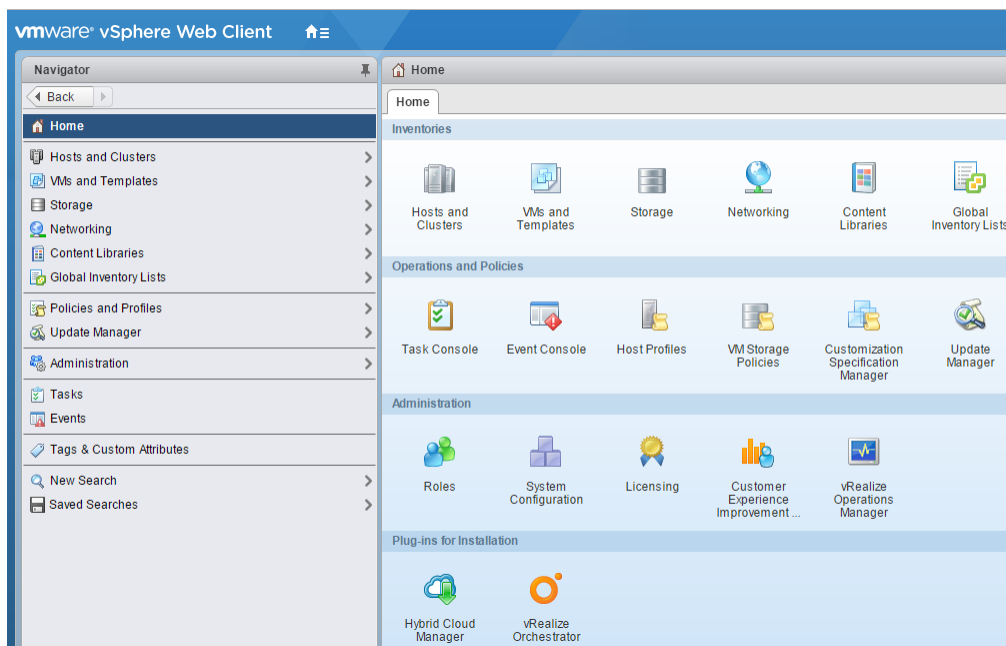 vmware® vSphere Web Client
Navigator
Back
Home
Hosts and Clusters
VMs and Templates
Storage
Networking
Content Libraries
Global Inventory Lists
Policies and Profiles
Update Manager
Administration
Tasks
Events
Tags & Custom Attributes
New Search
Saved Searches
Home
Home
Inventories
Hosts and
Clusters
VMs and
Templates
Storage
Networking
Content
Libraries
Global
Inventory Lists
Operations and Policies
Task Console
Event Console
Host Profiles
VM Storage
Policies
Customization
Specification
Manager
Update
Manager
Administration
Roles
System
Configuration
Licensing
Customer
Experience
Improvement ...
vRealize
Operations
Manager
Plug-ins for Installation
Hybrid Cloud
Manager
vRealize
Orchestrator